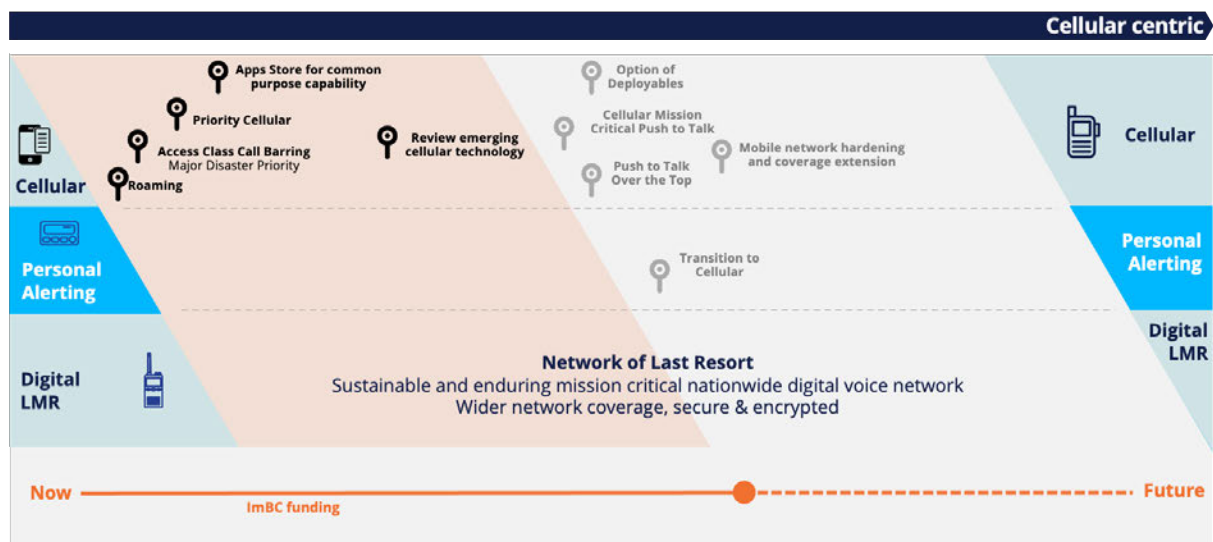 Cellular centric
Apps Store for common
purpose capability
Priority Cellular
Access Class Call Barring
Major Disaster Priority
Roaming
Review emerging
cellular technology
Option of
Deployables
Cellular Mission
Critical Push to Talk
Push to Talk
Over the Top
Mobile network hardening
and coverage extension
Cellular
Cellular
Personal
Alerting
Transition to
Cellular
Personal
Alerting
Digital
LMR
Network of Last Resort
Sustainable and enduring mission critical nationwide digital voice network
Wider network coverage, secure & encrypted
Digital
LMR
Now
ImBC funding
Future